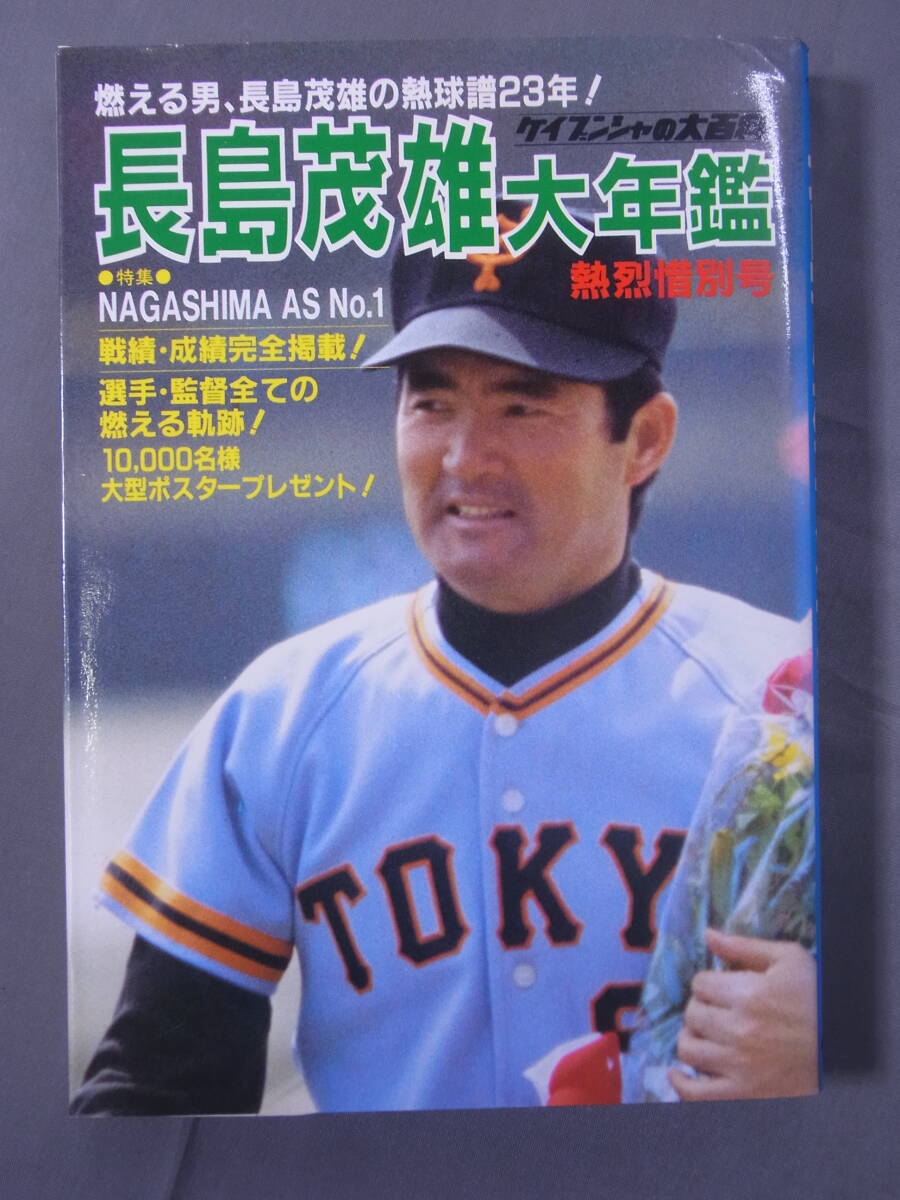 燃える男、長島茂雄の熱球譜23年!
ケイブンシャの大百科
長島茂雄大年鑑
熱烈惜別号
●特集●
NAGASHIMA AS No.1
戦績・成績完全掲載!
選手・監督全ての
燃える軌跡!
10,000名様
大型ポスタープレゼント!
TOKY